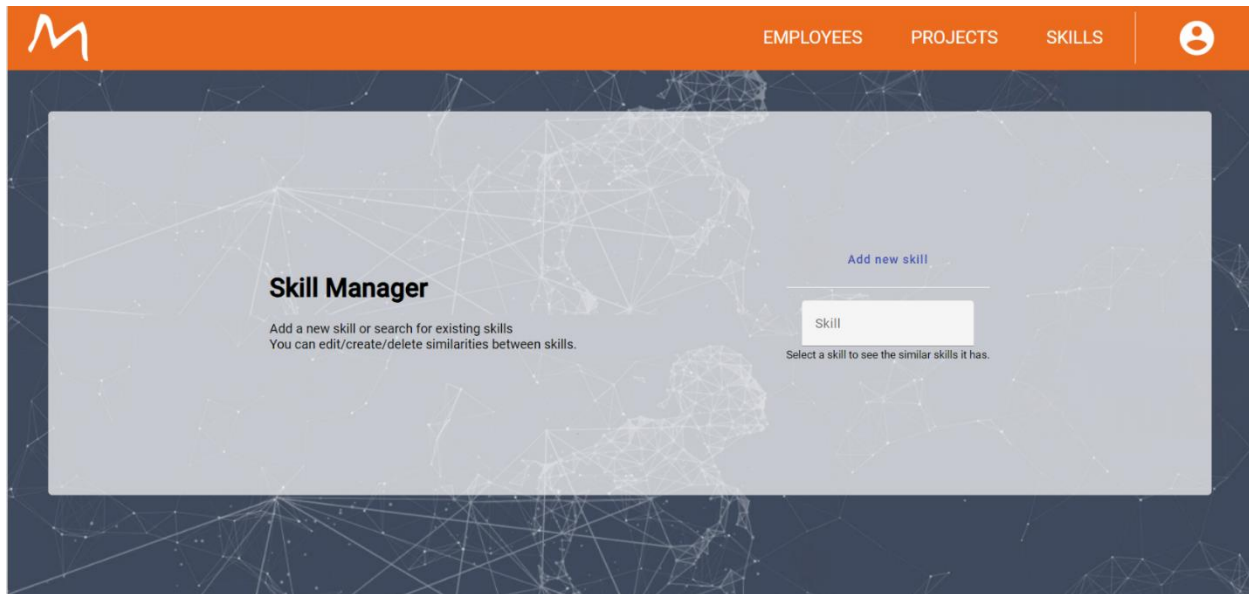 EMPLOYEES PROJECTS SKILLS
Skill Manager
Add a new skill or search for existing skills
You can edit/create/delete similarities between skills.
Add new skill
Skill
Select a skill to see the similar skills it has.